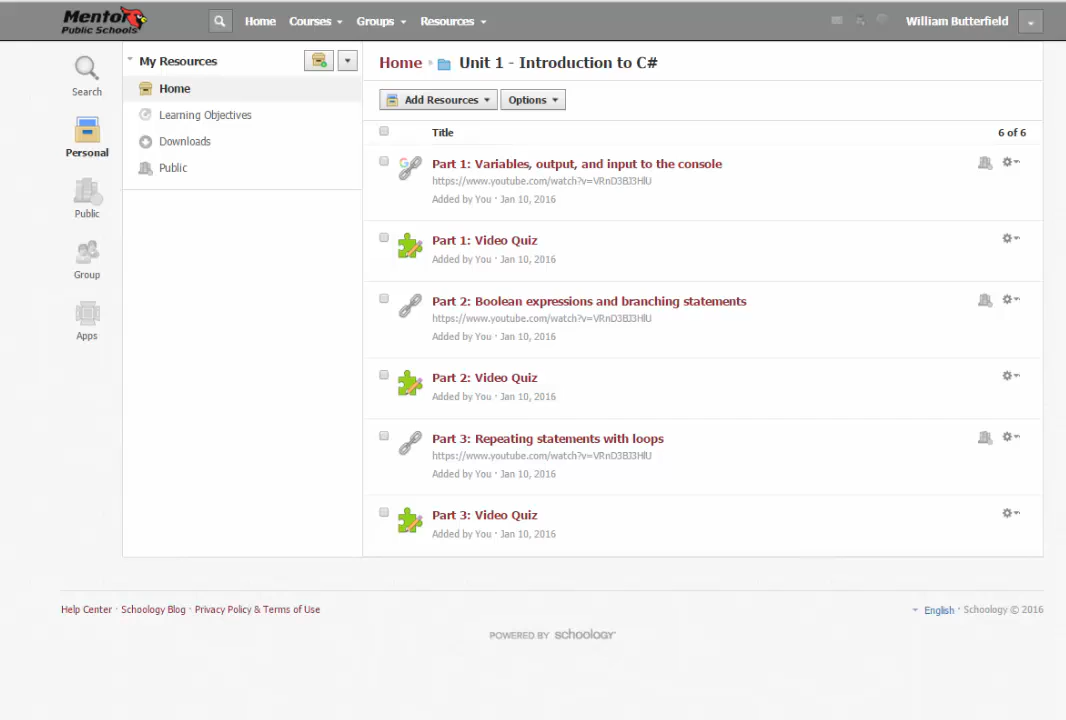 Mentor
Public Schools
Home Courses Groups Resources
William Butterfield
Search
Personal
Public
Group
Apps
My Resources
Home
Learning Objectives
Downloads
Public
Home Unit 1 - Introduction to C#
Add Resources Options
Title 6 of 6
Part 1: Variables, output, and input to the console
https://www.youtube.com/watch?v=VRnD3BJ3HlU
Added by You · Jan 10, 2016
Part 1: Video Quiz
Added by You · Jan 10, 2016
Part 2: Boolean expressions and branching statements
https://www.youtube.com/watch?v=VRnD3BJ3HlU
Added by You · Jan 10, 2016
Part 2: Video Quiz
Added by You · Jan 10, 2016
Part 3: Repeating statements with loops
https://www.youtube.com/watch?v=VRnD3BJ3HlU
Added by You · Jan 10, 2016
Part 3: Video Quiz
Added by You · Jan 10, 2016
Help Center · Schoology Blog · Privacy Policy & Terms of Use
English · Schoology © 2016
POWERED BY schoology